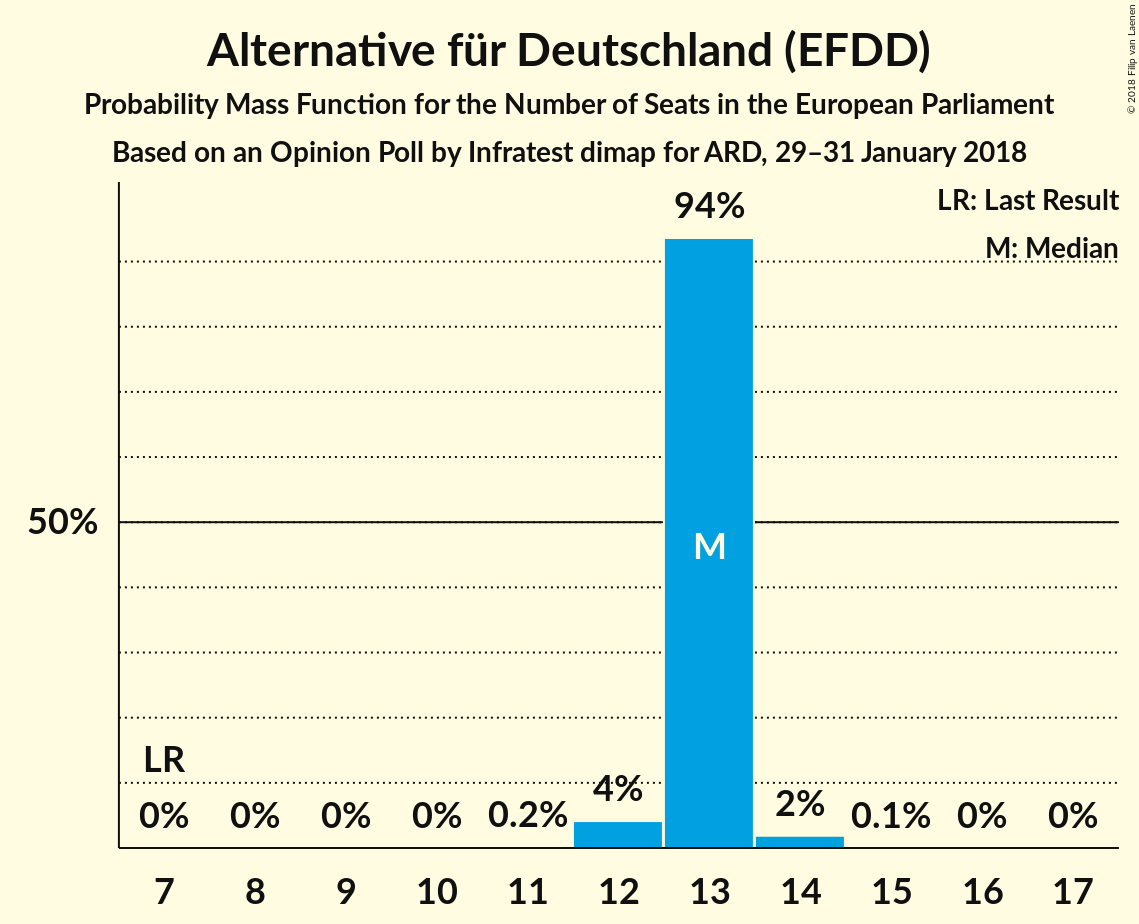 Alternative für Deutschland (EFDD)
Probability Mass Function for the Number of Seats in the European Parliament
Based on an Opinion Poll by Infratest dimap for ARD, 29–31 January 2018
© 2018 Filip van Laenen
LR: Last Result
M: Median
94%
50%
M
LR
0% 0% 0% 0% 0.2% 4% 2% 0.1% 0% 0%
7 8 9 10 11 12 13 14 15 16 17